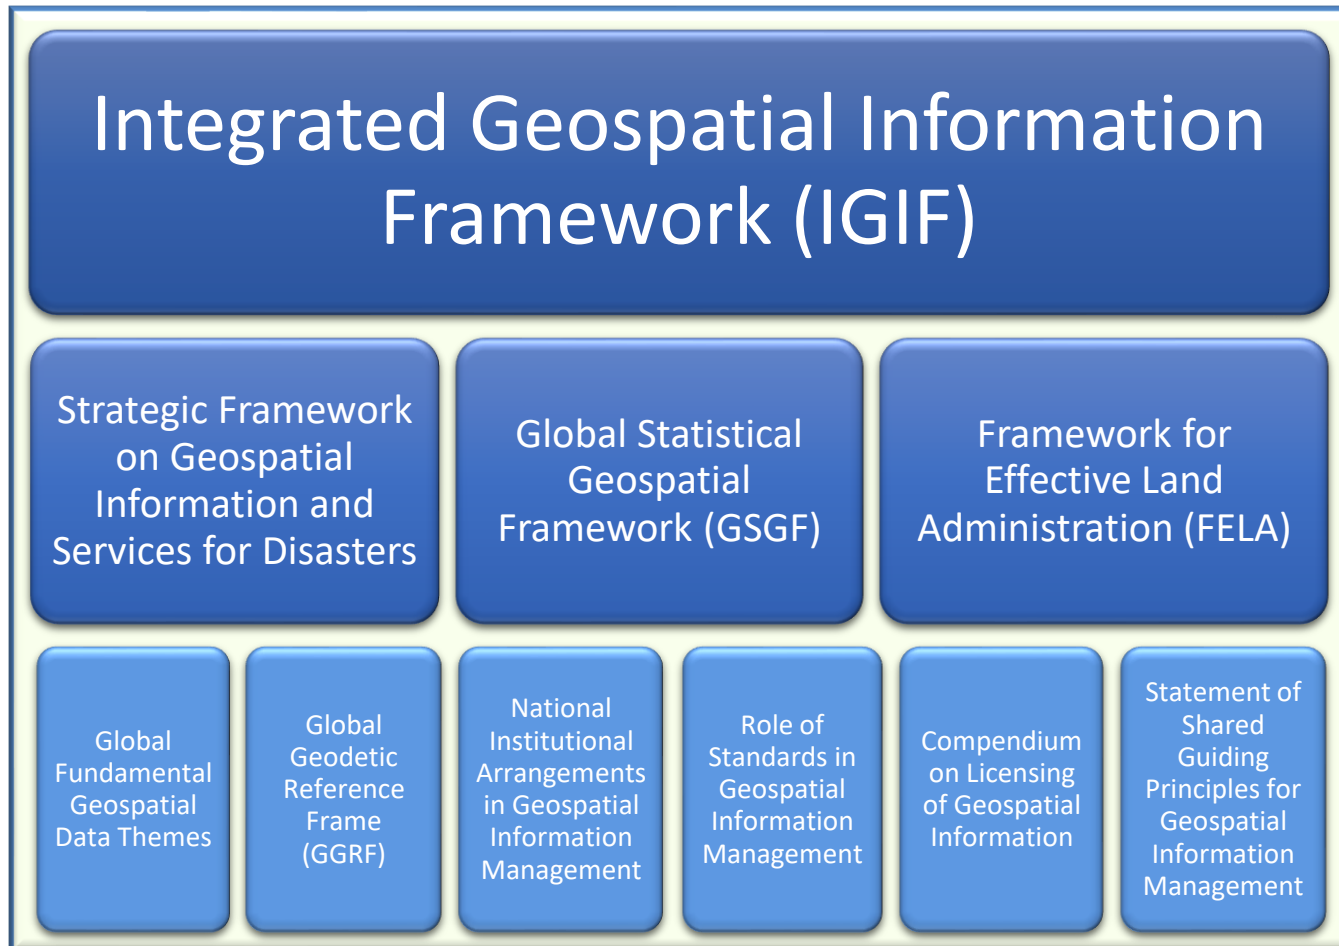 Integrated Geospatial Information
Framework (IGIF)
Strategic Framework
on Geospatial
Information and
Services for Disasters
Global Statistical
Geospatial
Framework (GSGF)
Framework for
Effective Land
Administration (FELA)
Global
Fundamental
Geospatial
Data Themes
Global
Geodetic
Reference
Frame
(GGRF)
National
Institutional
Arrangements
in Geospatial
Information
Management
Role of
Standards in
Geospatial
Information
Management
Compendium
on Licensing
of Geospatial
Information
Statement of
Shared
Guiding
Principles for
Geospatial
Information
Management